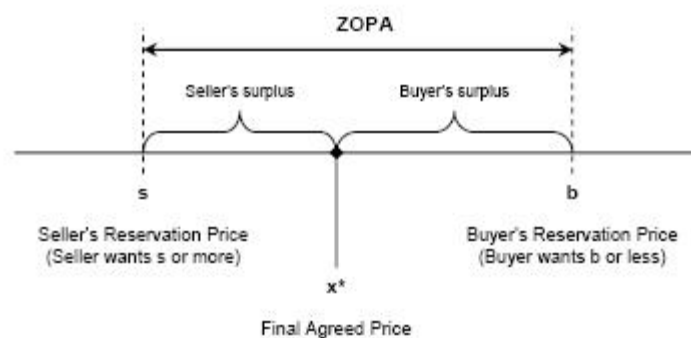 ZOPA
Seller's surplus
Buyer's surplus
s
b
Seller's Reservation Price
(Seller wants s or more)
Buyer's Reservation Price
(Buyer wants b or less)
x*
Final Agreed Price